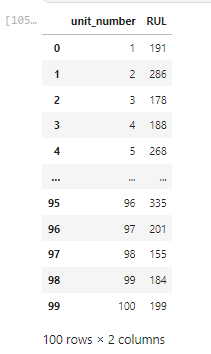 [105...
unit_number RUL
0 1 191
1 2 286
2 3 178
3 4 188
4 5 268
... ... ...
95 96 335
96 97 201
97 98 155
98 99 184
99 100 199
100 rows × 2 columns